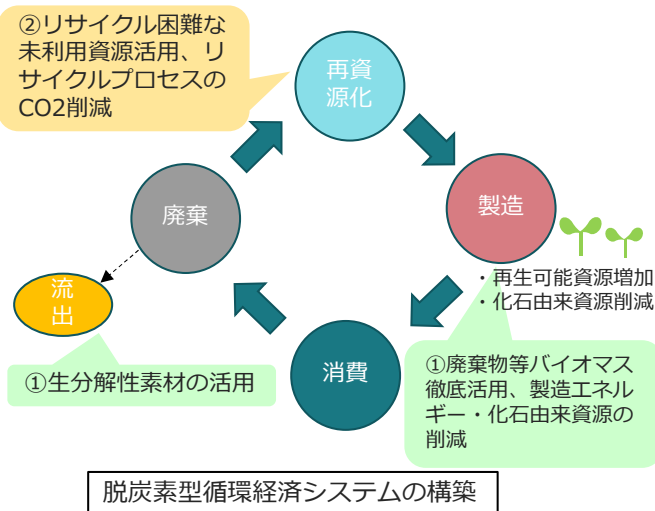 ②リサイクル困難な
未利用資源活用、リ
サイクルプロセスの
CO2削減
再資
源化
廃棄
製造
流
出
・再生可能資源増加
・化石由来資源削減
消費
①生分解性素材の活用
①廃棄物等バイオマス
徹底活用、製造エネル
ギー・化石由来資源の
削減
脱炭素型循環経済システムの構築